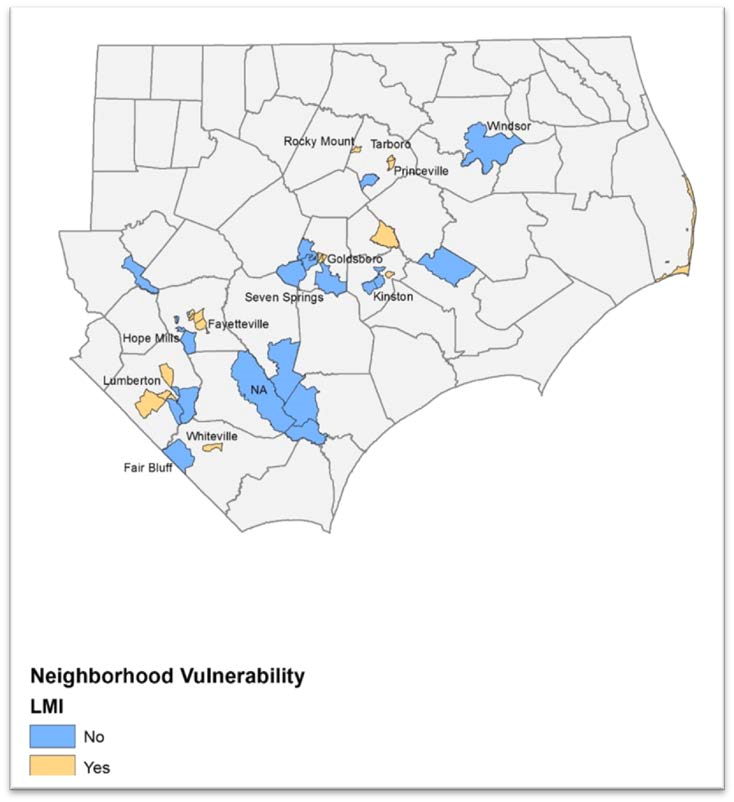 Windsor
Rocky Mount
Tarboro
Princeville
Goldsboro
Seven Springs
Kinston
Fayetteville
Hope Mills
Lumberton
NA
Whiteville
Fair Bluff
Neighborhood Vulnerability
LMI
No
Yes